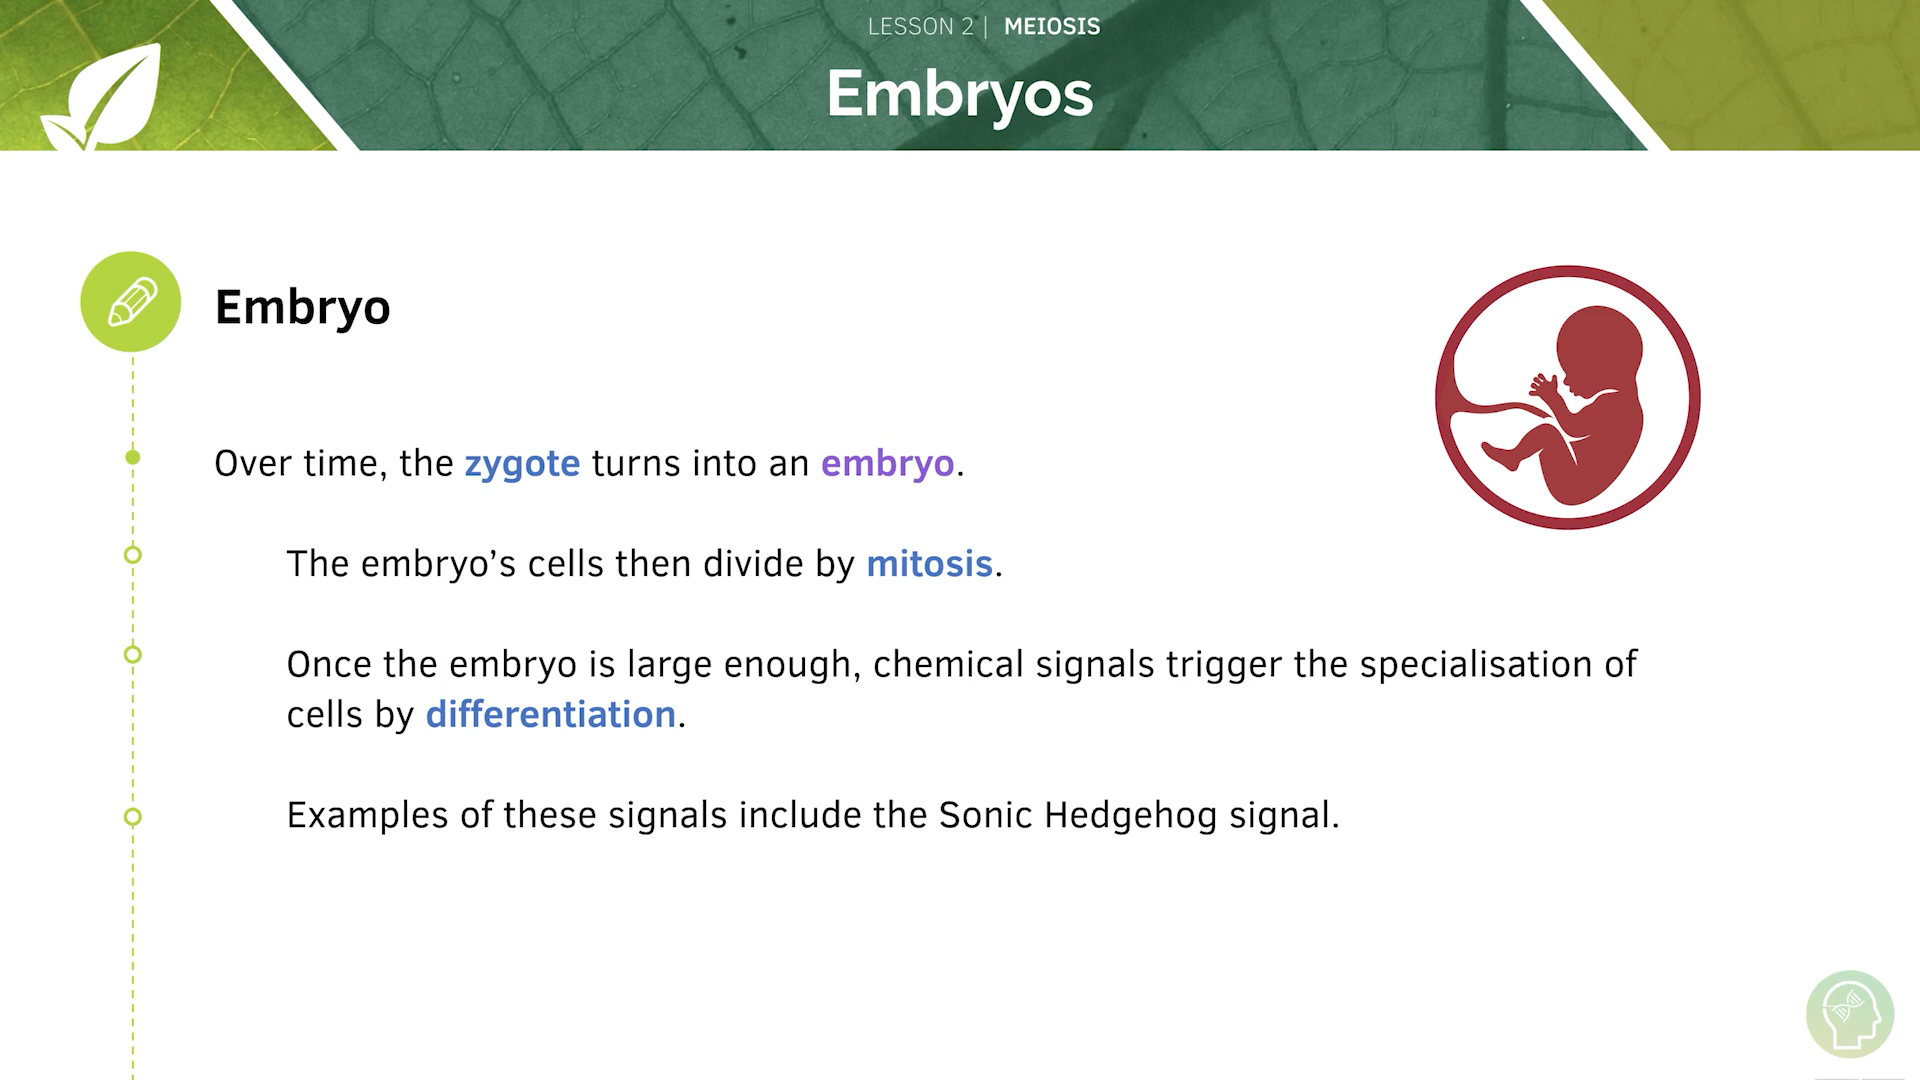 LESSON 2 | MEIOSIS
Embryos
Embryo
Over time, the zygote turns into an embryo.
The embryo’s cells then divide by mitosis.
Once the embryo is large enough, chemical signals trigger the specialisation of
cells by differentiation.
Examples of these signals include the Sonic Hedgehog signal.